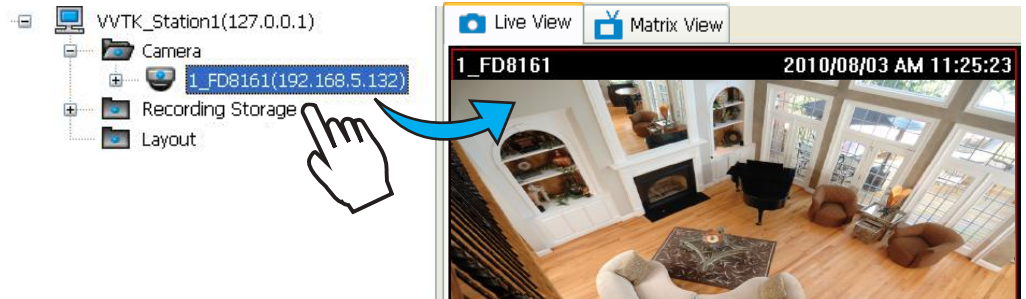 VVTK_Station1(127.0.0.1)
Camera
1_FD8161(192.168.5.132)
Recording Storage
Layout
Live View
Matrix View
1_FD8161
2010/08/03 AM 11:25:23